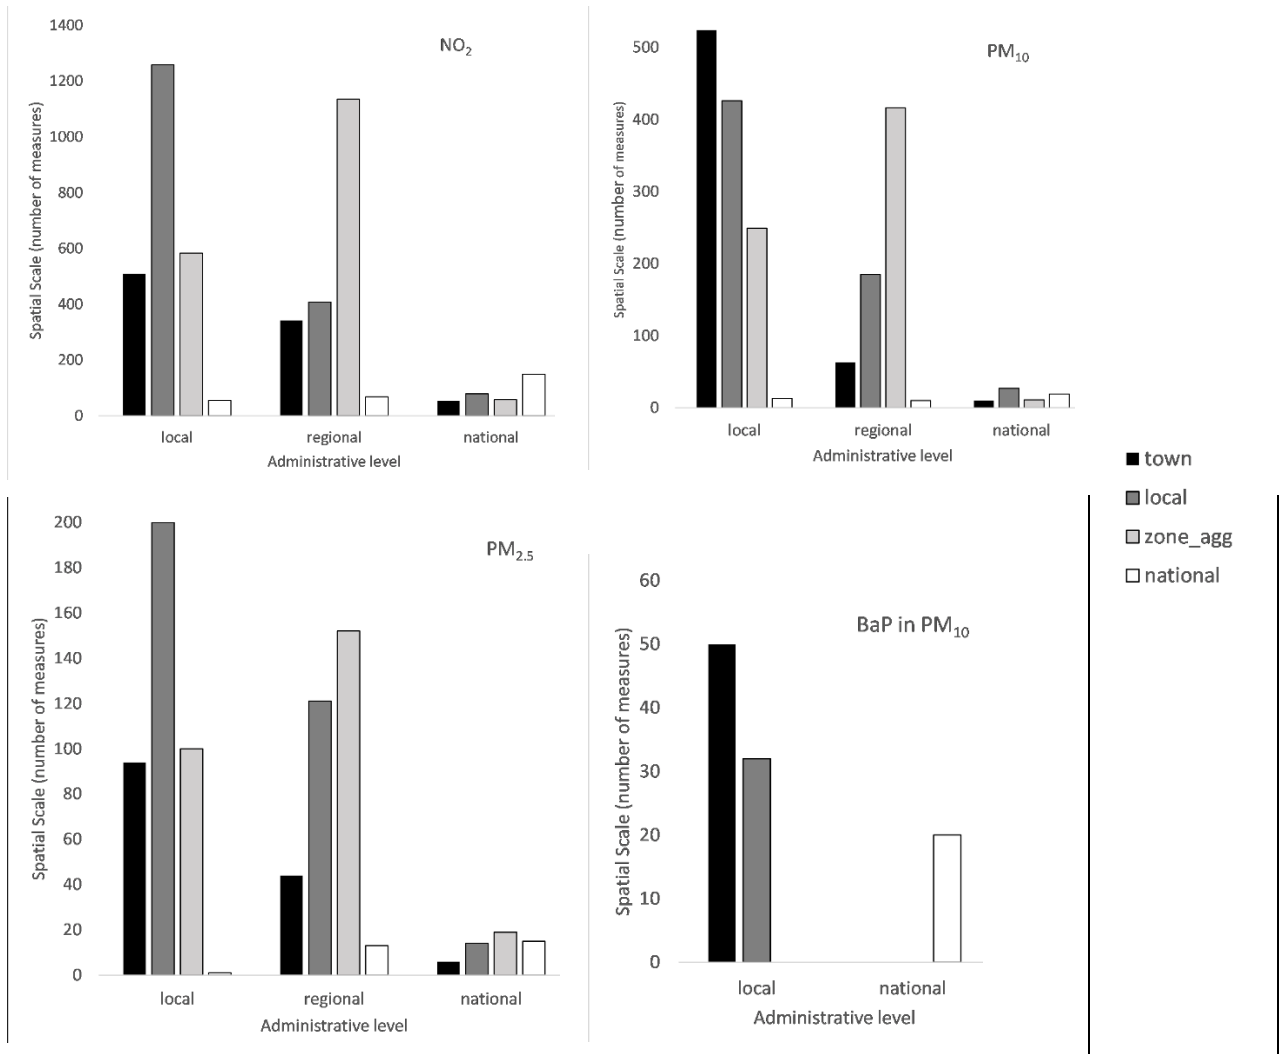 NO2
Spatial Scale (number of measures)
1400
1200
1000
800
600
400
200
0
local regional national
Administrative level
PM10
Spatial Scale (number of measures)
500
400
300
200
100
0
local regional national
Administrative level
town
local
zone_agg
national
PM2.5
Spatial Scale (number of measures)
200
180
160
140
120
100
80
60
40
20
0
local regional national
Administrative level
BaP in PM10
Spatial Scale (number of measures)
60
50
40
30
20
10
0
local national
Administrative level